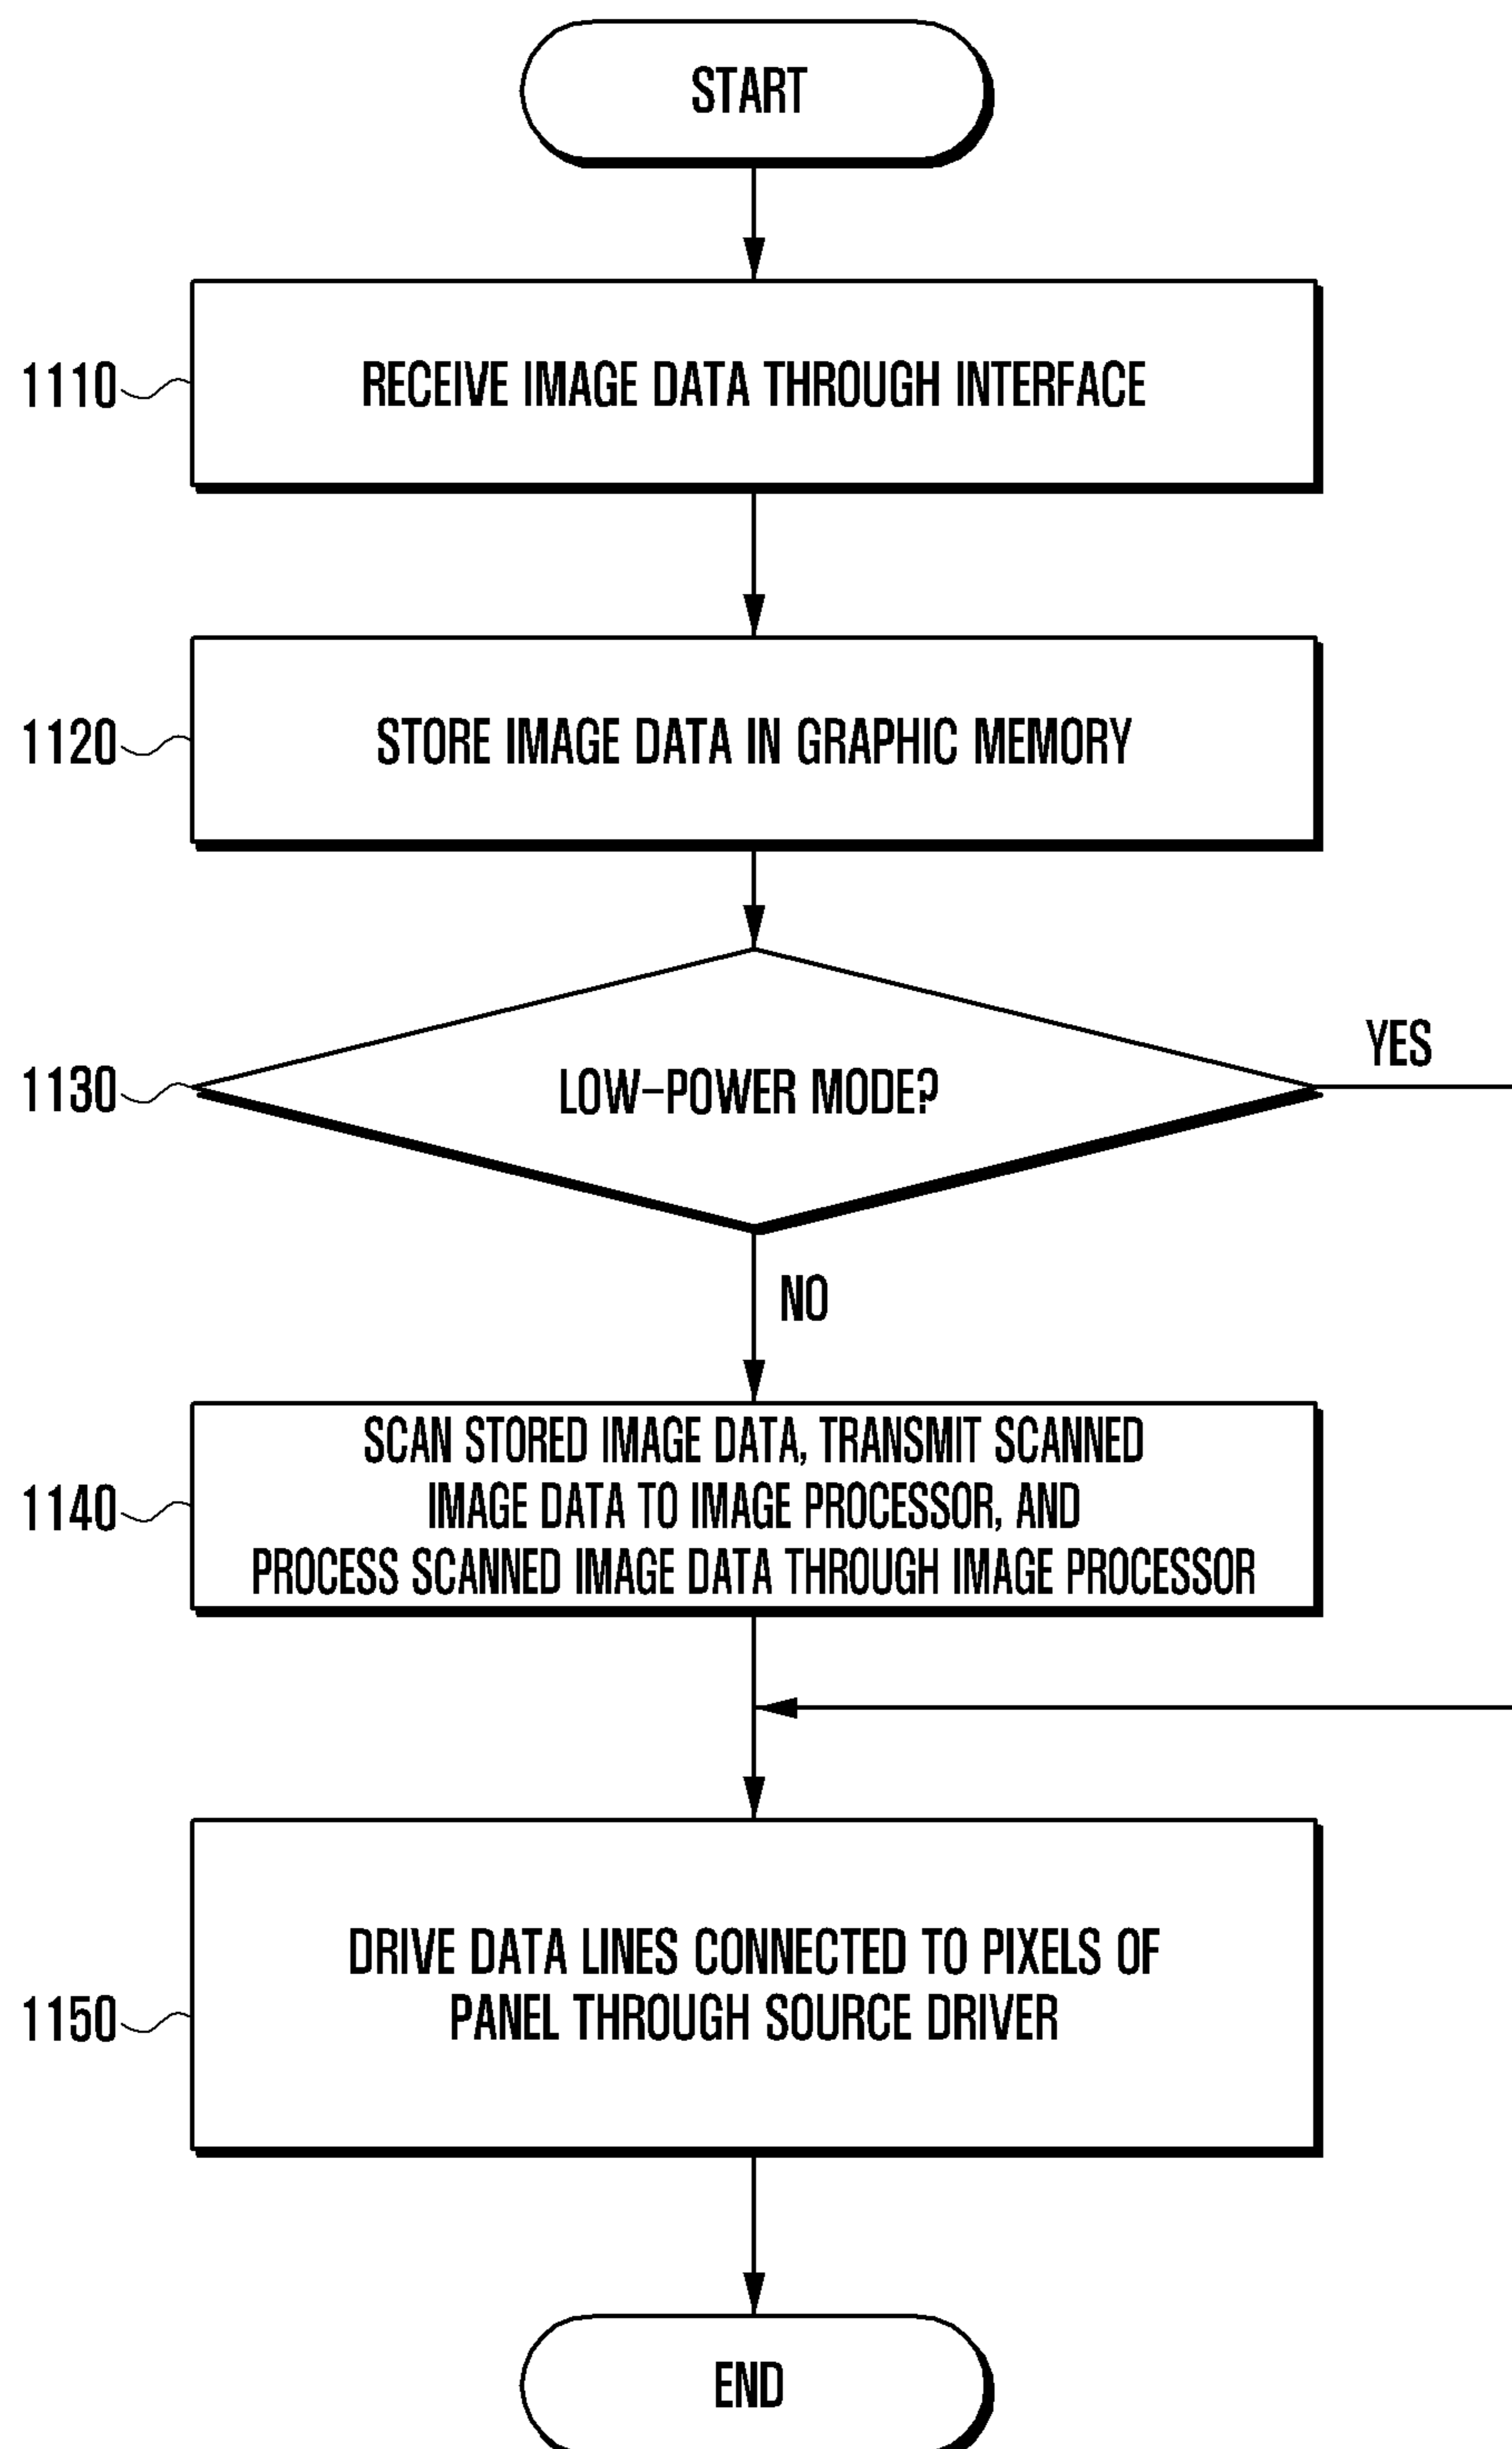 START
1110
RECEIVE IMAGE DATA THROUGH INTERFACE
1120
STORE IMAGE DATA IN GRAPHIC MEMORY
1130
LOW-POWER MODE?
YES
NO
1140
SCAN STORED IMAGE DATA, TRANSMIT SCANNED
IMAGE DATA TO IMAGE PROCESSOR, AND
PROCESS SCANNED IMAGE DATA THROUGH IMAGE PROCESSOR
1150
DRIVE DATA LINES CONNECTED TO PIXELS OF
PANEL THROUGH SOURCE DRIVER
END